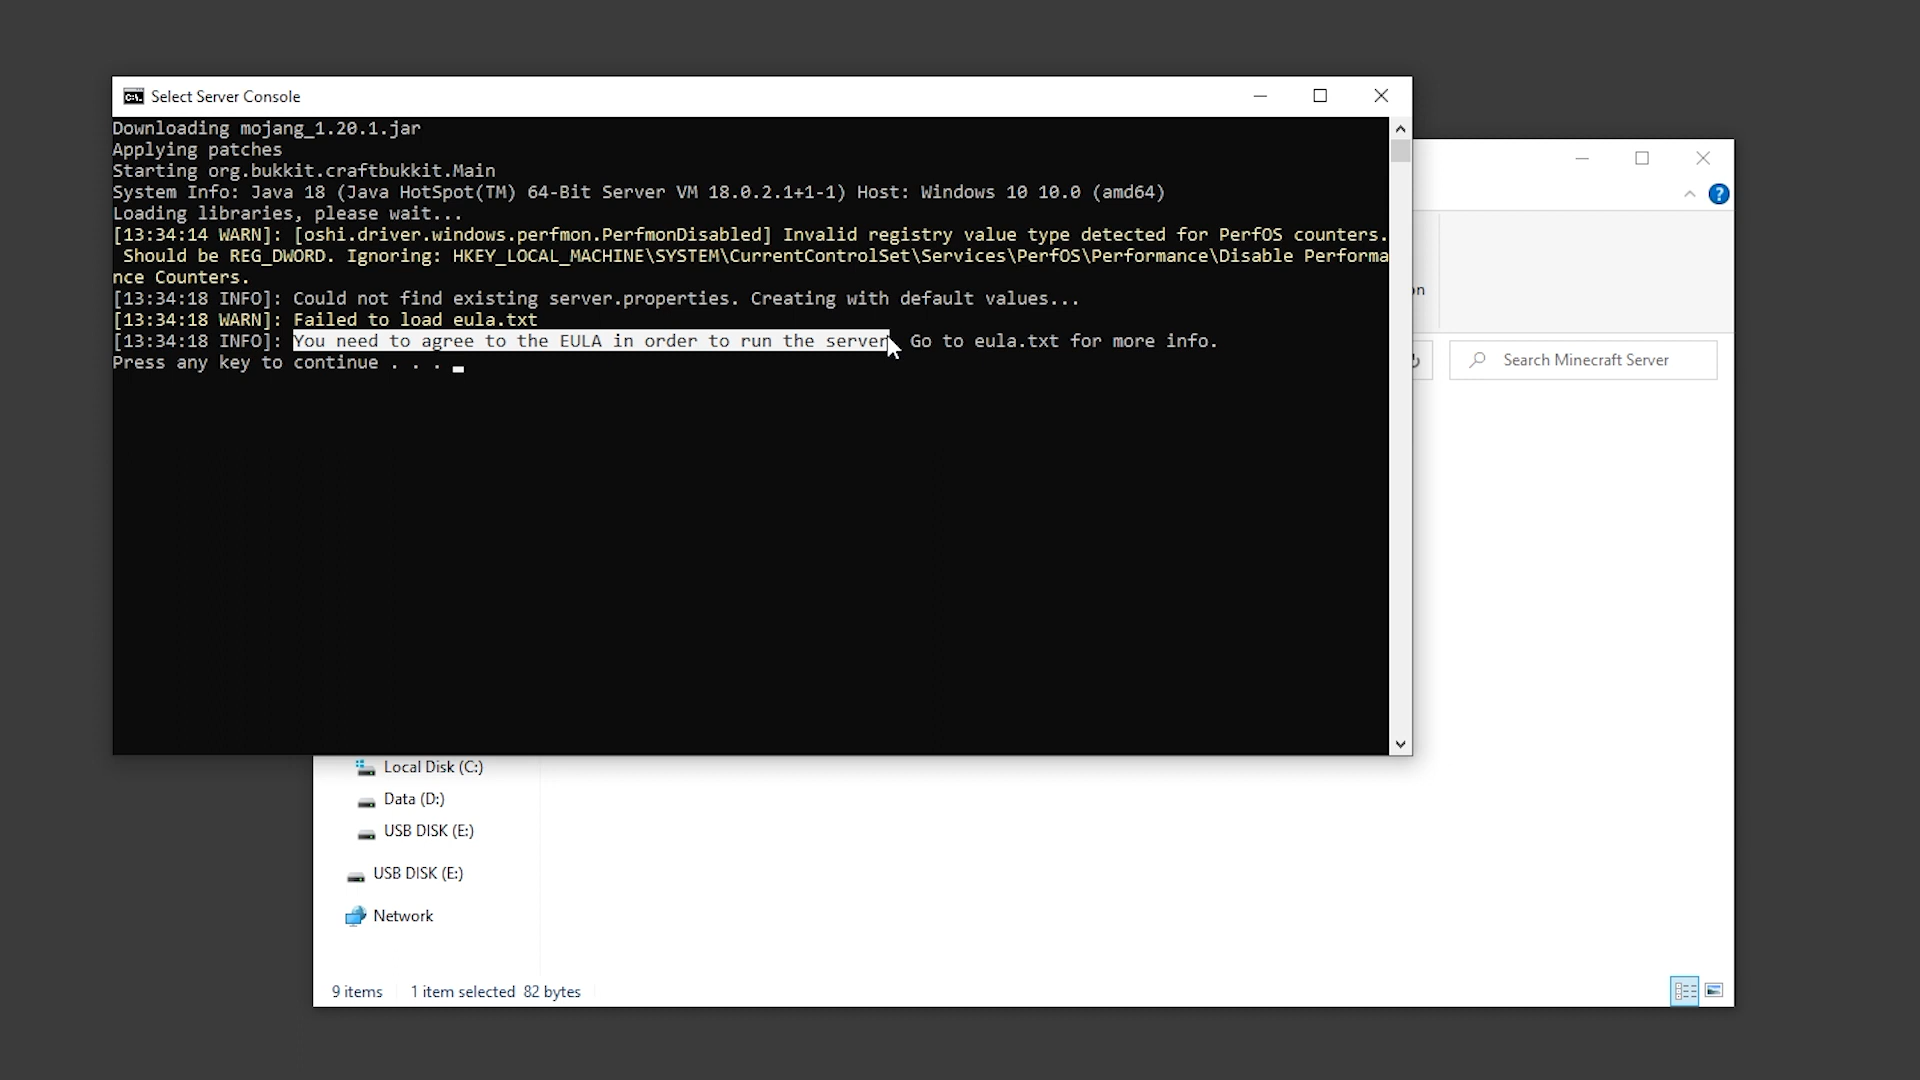 Select Server Console
Downloading mojang_1.20.1.jar
Applying patches
Starting org.bukkit.craftbukkit.Main
System Info: Java 18 (Java HotSpot(TM) 64-Bit Server VM 18.0.2.1+1-1) Host: Windows 10 10.0 (amd64)
Loading libraries, please wait...
[13:34:14 WARN]: [oshi.driver.windows.perfmon.PerfmonDisabled] Invalid registry value type detected for PerfOS counters.
Should be REG_DWORD. Ignoring: HKEY_LOCAL_MACHINE\SYSTEM\CurrentControlSet\Services\PerfOS\Performance\Disable Performa
nce Counters.
[13:34:18 INFO]: Could not find existing server.properties. Creating with default values...
[13:34:18 WARN]: Failed to load eula.txt
[13:34:18 INFO]: You need to agree to the EULA in order to run the server Go to eula.txt for more info.
Press any key to continue . . .
Search Minecraft Server
Local Disk (C:)
Data (D:)
USB DISK (E:)
USB DISK (E:)
Network
9 items 1 item selected 82 bytes